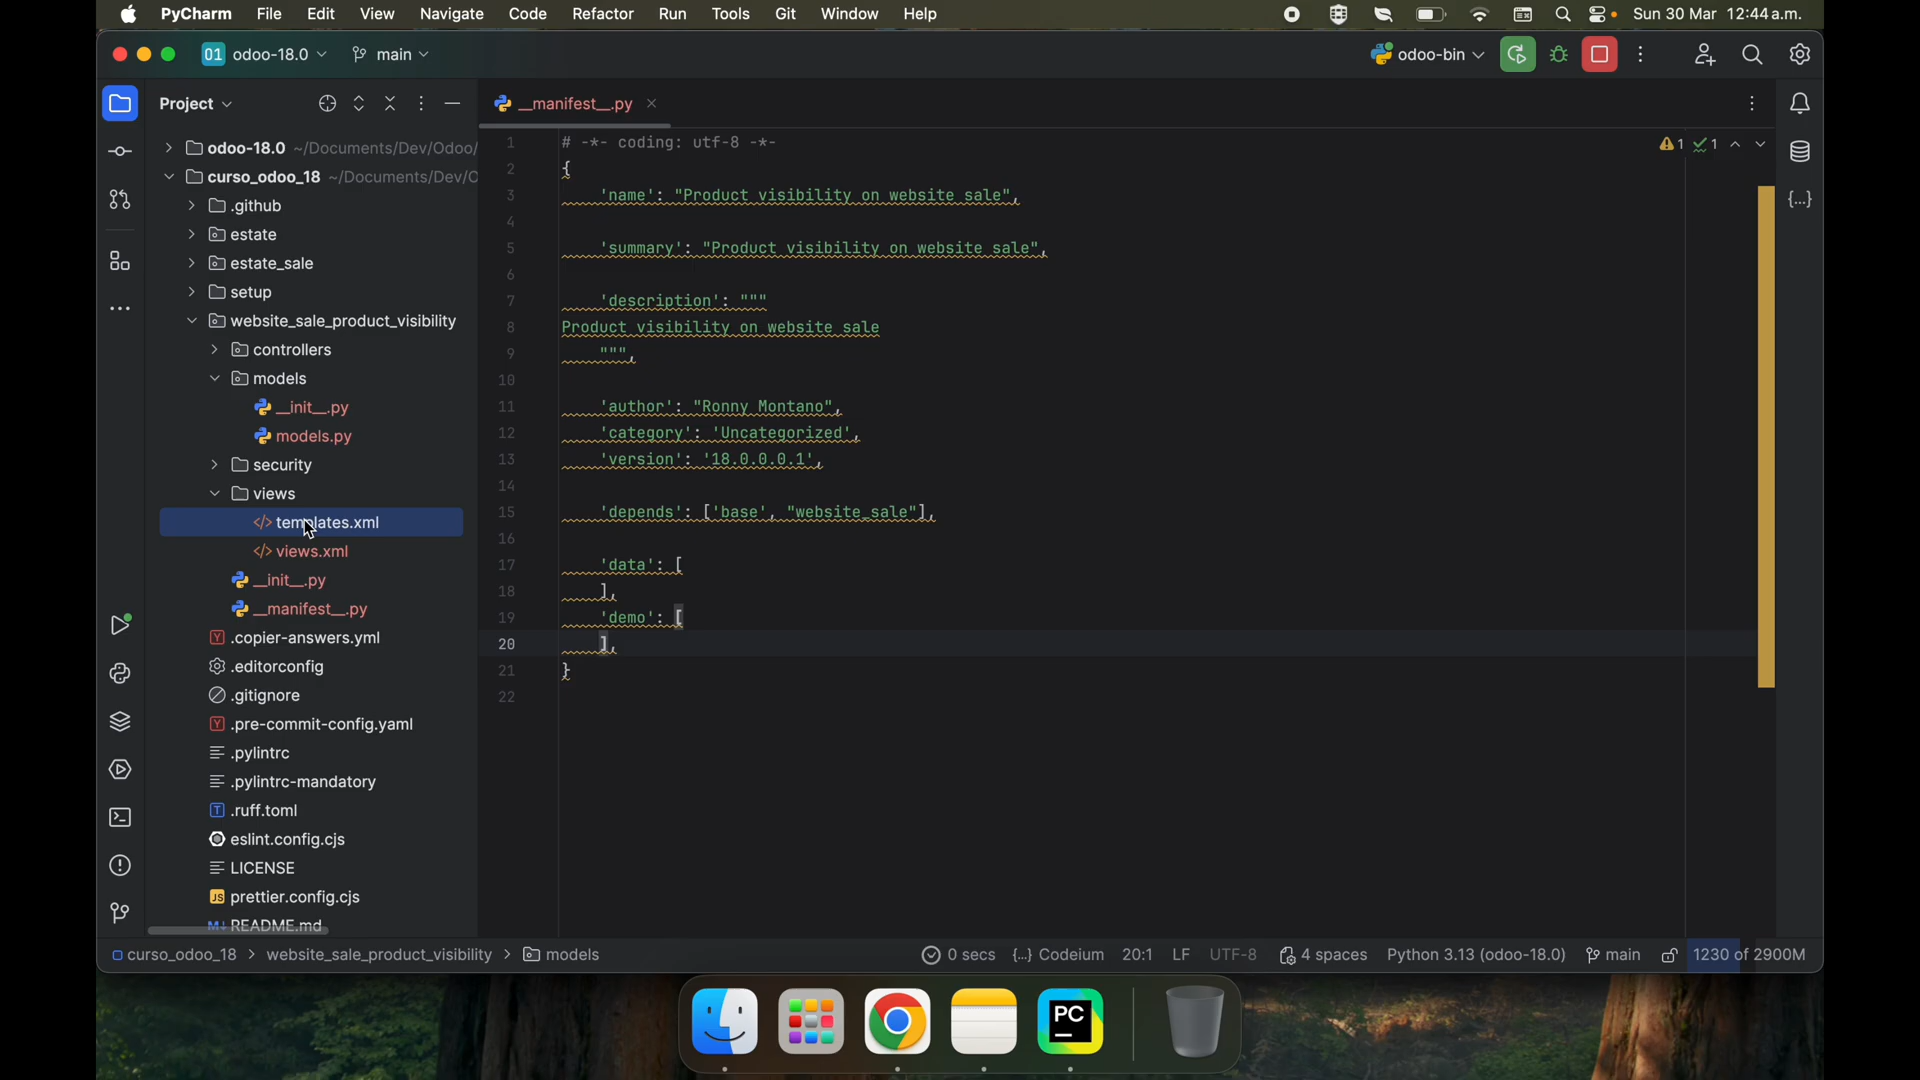 PyCharm File Edit View Navigate Code Refactor Run Tools Git Window Help Sun 30 Mar 12:44 a.m.
01 odoo-18.0 main odoo-bin
Project
__manifest__.py
odoo-18.0 ~/Documents/Dev/Odoo/
curso_odoo_18 ~/Documents/Dev/O
.github
estate
estate_sale
setup
website_sale_product_visibility
controllers
models
__init__.py
models.py
security
views
templates.xml
views.xml
__init__.py
__manifest__.py
.copier-answers.yml
.editorconfig
.gitignore
.pre-commit-config.yaml
.pylintrc
.pylintrc-mandatory
.ruff.toml
eslint.config.cjs
LICENSE
prettier.config.cjs
README.md
1 # -*- coding: utf-8 -*-
2 {
3 'name': "Product visibility on website sale",
4
5 'summary': "Product visibility on website sale",
6
7 'description': """
8 Product visibility on website sale
9 """,
10
11 'author': "Ronny Montano",
12 'category': 'Uncategorized',
13 'version': '18.0.0.0.1',
14
15 'depends': ['base', "website_sale"],
16
17 'data': [
18 ],
19 'demo': [
20 ],
21 }
22
1 1
{...}
curso_odoo_18 > website_sale_product_visibility > models 0 secs {...} Codeium 20:1 LF UTF-8 4 spaces Python 3.13 (odoo-18.0) main 1230 of 2900M
PC